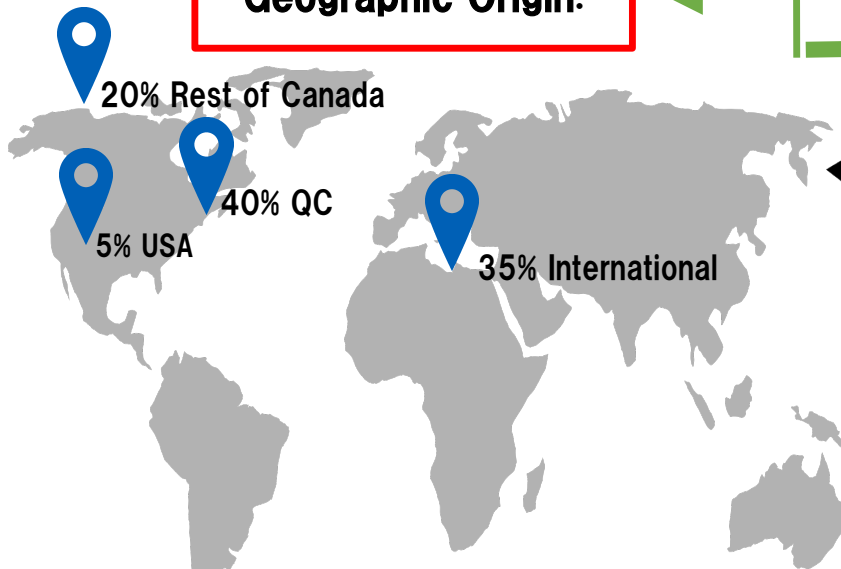 Geographic Origin:
20% Rest of Canada
40% QC
5% USA
35% International